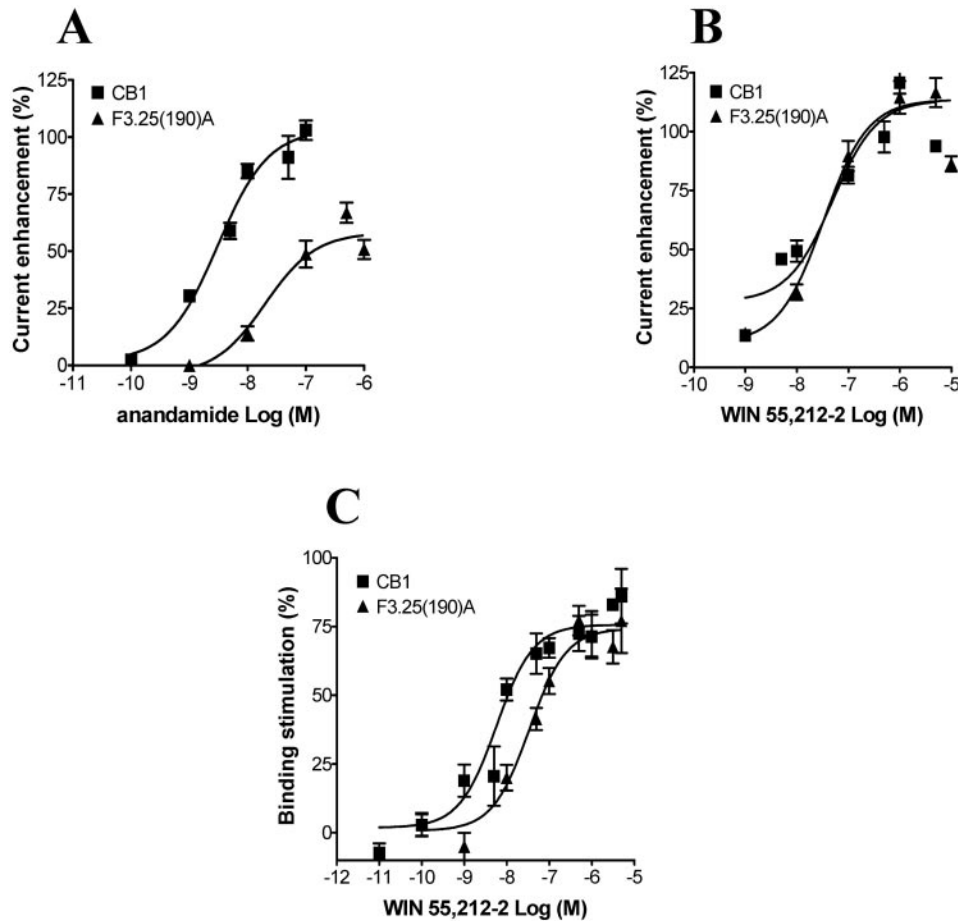 A
CB1
F3.25(190)A
Current enhancement (%)
125
100
75
50
25
0
-11 -10 -9 -8 -7 -6
anandamide Log (M)
B
CB1
F3.25(190)A
Current enhancement (%)
125
100
75
50
25
0
-10 -9 -8 -7 -6 -5
WIN 55,212-2 Log (M)
C
CB1
F3.25(190)A
Binding stimulation (%)
100
75
50
25
0
-12 -11 -10 -9 -8 -7 -6 -5
WIN 55,212-2 Log (M)